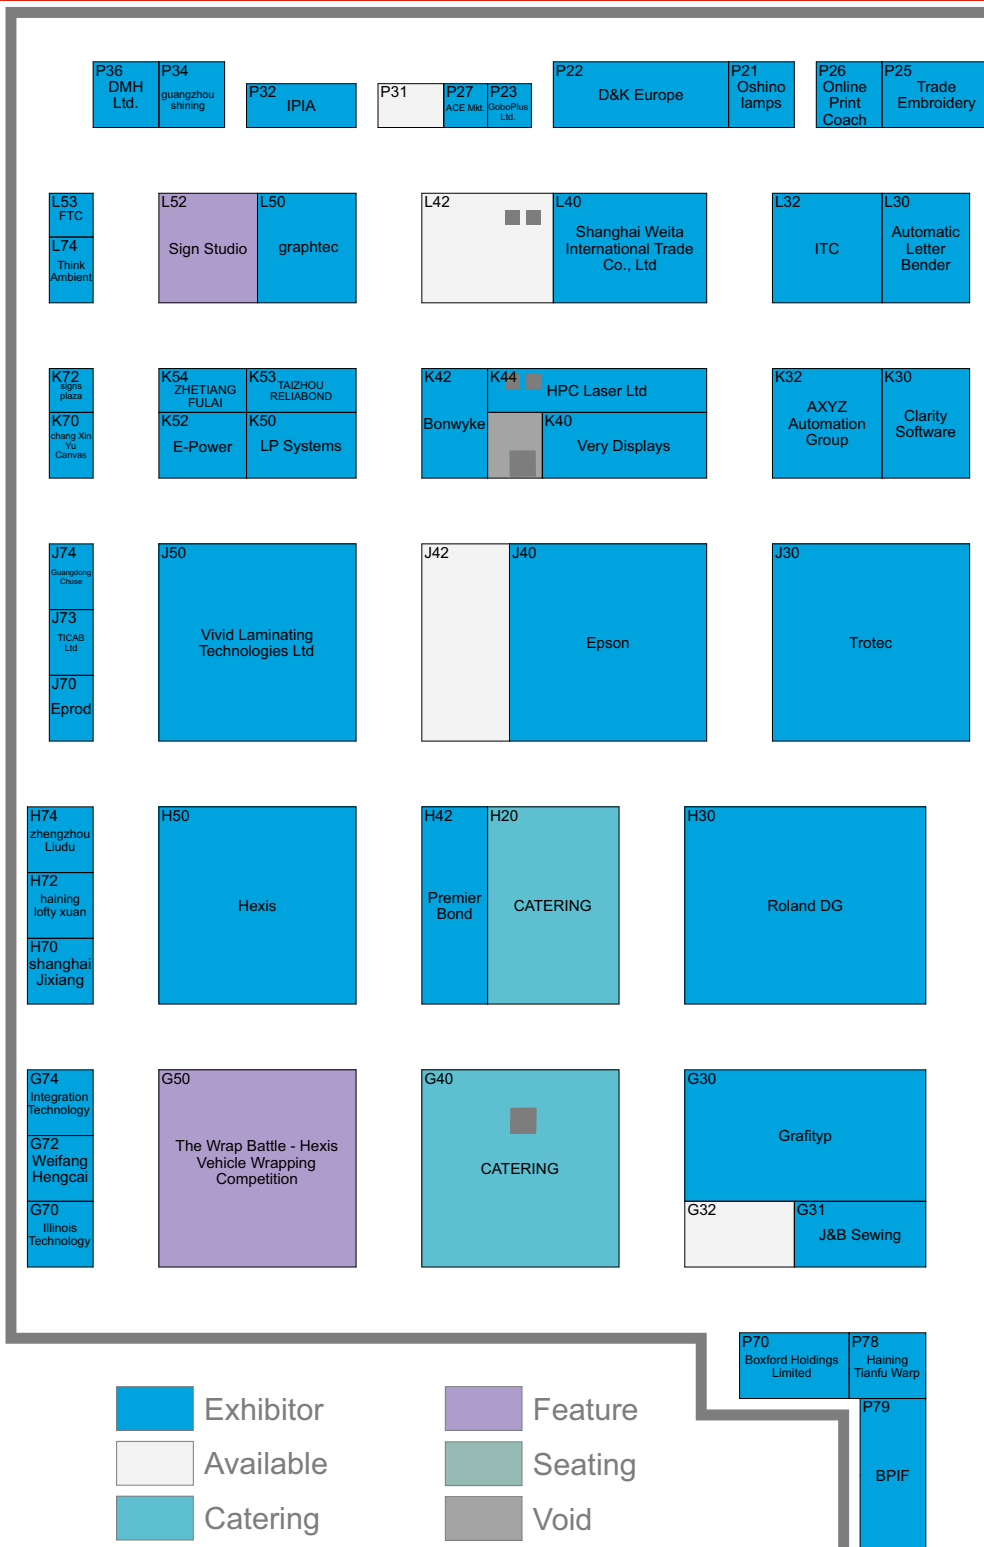 P36
DMH
Ltd.
P34
guangzhou
shining
P32
IPIA
P31
P27
ACE Mkt.
P23
GoboPlus
Ltd.
P22
D&K Europe
P21
Oshino
lamps
P26
Online
Print
Coach
P25
Trade
Embroidery
L53
FTC
L74
Think
Ambient
L52
Sign Studio
L50
graphtec
L42
L40
Shanghai Weita
International Trade
Co., Ltd
L32
ITC
L30
Automatic
Letter
Bender
K72
signs
plaza
K70
chang Xin
Yu
Canvas
K54
ZHETIANG
FULAI
K53
TAIZHOU
RELIABOND
K52
E-Power
K50
LP Systems
K42
Bonwyke
K44
HPC Laser Ltd
K40
Very Displays
K32
AXYZ
Automation
Group
K30
Clarity
Software
J74
Guangdong
Chuse
J73
TICAB
Ltd
J70
Eprod
J50
Vivid Laminating
Technologies Ltd
J42
J40
Epson
J30
Trotec
H74
zhengzhou
Liudu
H72
haining
lofty xuan
H70
shanghai
Jixiang
H50
Hexis
H42
Premier
Bond
H20
CATERING
H30
Roland DG
G74
Integration
Technology
G72
Weifang
Hengcai
G70
Illinois
Technology
G50
The Wrap Battle - Hexis
Vehicle Wrapping
Competition
G40
CATERING
G30
Grafityp
G32
G31
J&B Sewing
P70
Boxford Holdings
Limited
P78
Haining
Tianfu Warp
P79
BPIF
Exhibitor
Feature
Available
Seating
Catering
Void